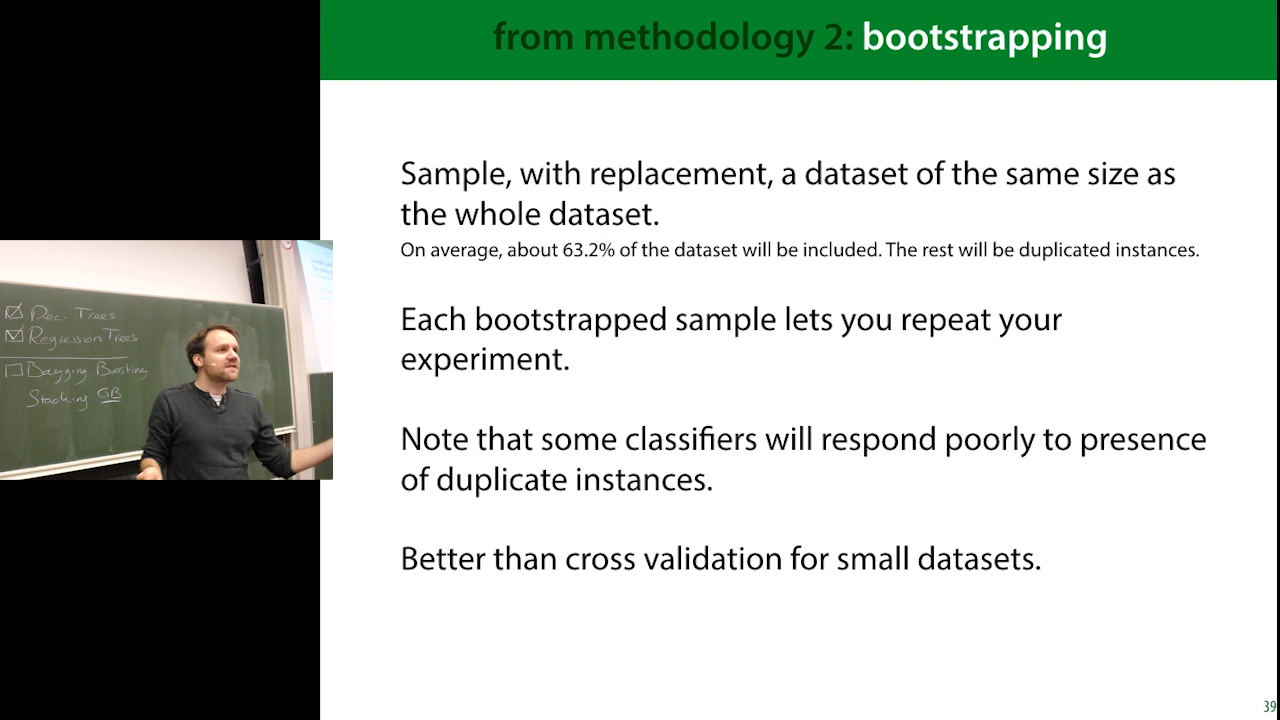 from methodology 2: bootstrapping
Sample, with replacement, a dataset of the same size as
the whole dataset.
On average, about 63.2% of the dataset will be included. The rest will be duplicated instances.
Each bootstrapped sample lets you repeat your
experiment.
Note that some classifiers will respond poorly to presence
of duplicate instances.
Better than cross validation for small datasets.
39
Dec. Trees
Regression Trees
Bagging Boosting
Stacking GB